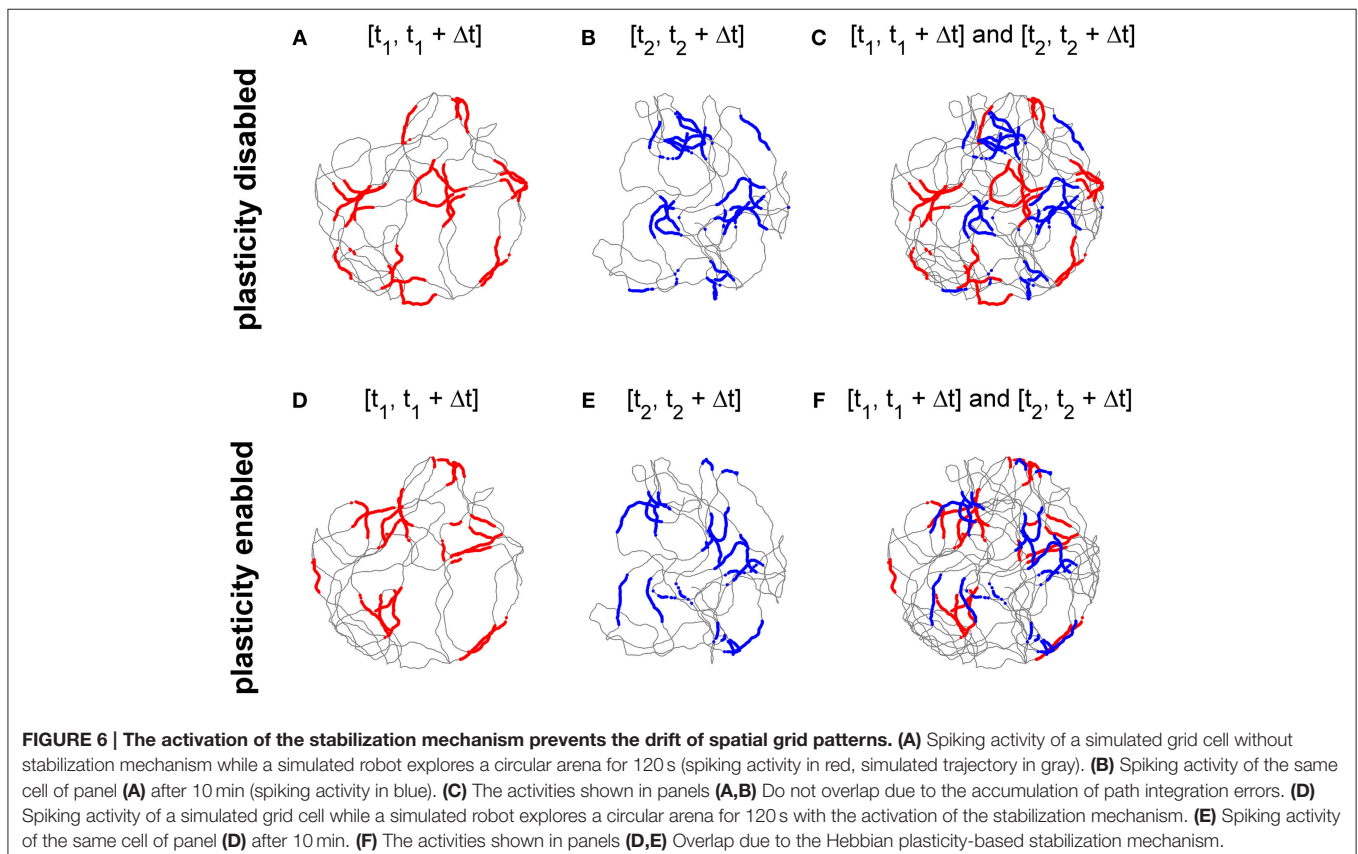 A [t1, t1 + Δt] B [t2, t2 + Δt] C [t1, t1 + Δt] and [t2, t2 + Δt]
plasticity disabled
D [t1, t1 + Δt] E [t2, t2 + Δt] F [t1, t1 + Δt] and [t2, t2 + Δt]
plasticity enabled
FIGURE 6 | The activation of the stabilization mechanism prevents the drift of spatial grid patterns. (A) Spiking activity of a simulated grid cell without
stabilization mechanism while a simulated robot explores a circular arena for 120 s (spiking activity in red, simulated trajectory in gray). (B) Spiking activity of the same
cell of panel (A) after 10 min (spiking activity in blue). (C) The activities shown in panels (A,B) Do not overlap due to the accumulation of path integration errors. (D)
Spiking activity of a simulated grid cell while a simulated robot explores a circular arena for 120 s with the activation of the stabilization mechanism. (E) Spiking activity
of the same cell of panel (D) after 10 min. (F) The activities shown in panels (D,E) Overlap due to the Hebbian plasticity-based stabilization mechanism.